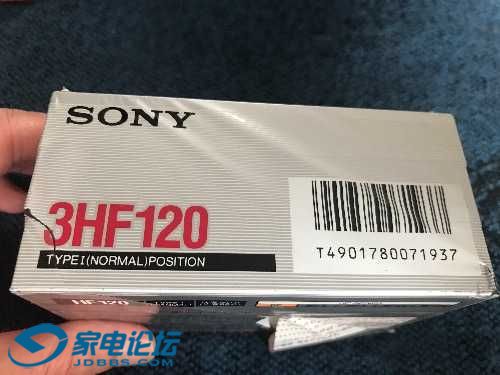 SONY
3HF120
TYPE I (NORMAL) POSITION
T4901780071937
HF120
家电论坛
JDBBS.COM